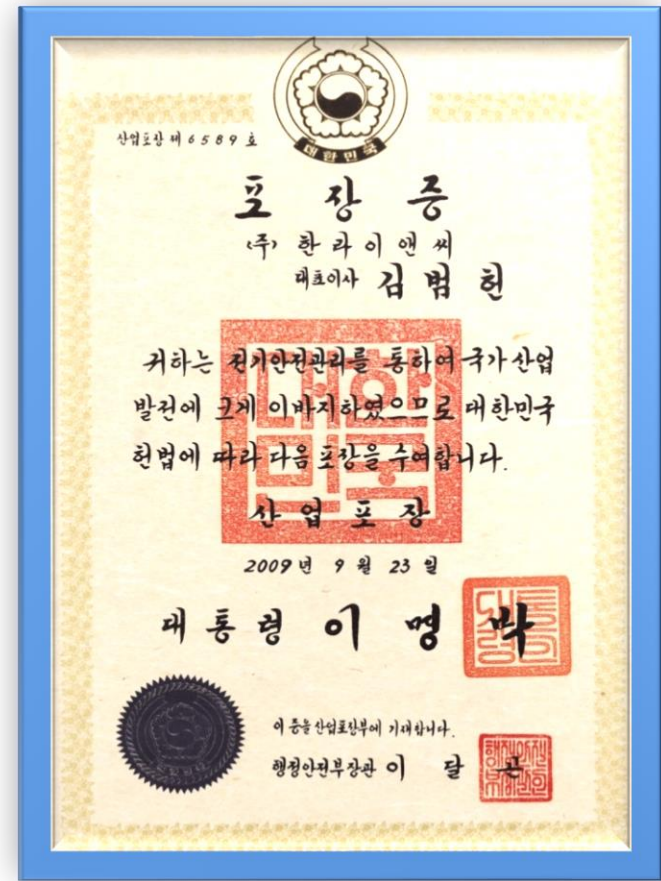 대한민국
산업포장 제 6589 호
포 장 증
(주) 한라이앤씨
대표이사 김 범 헌
귀하는 전기안전관리를 통하여 국가산업
발전에 크게 이바지하였으므로 대한민국
헌법에 따라 다음 포장을 수여합니다.
대한
민국
산 업 포 장
2009년 9월 23일
대통령 이 명 박
이 증을 산업포장부에 기재합니다.
행정안전부장관 이 달 곤